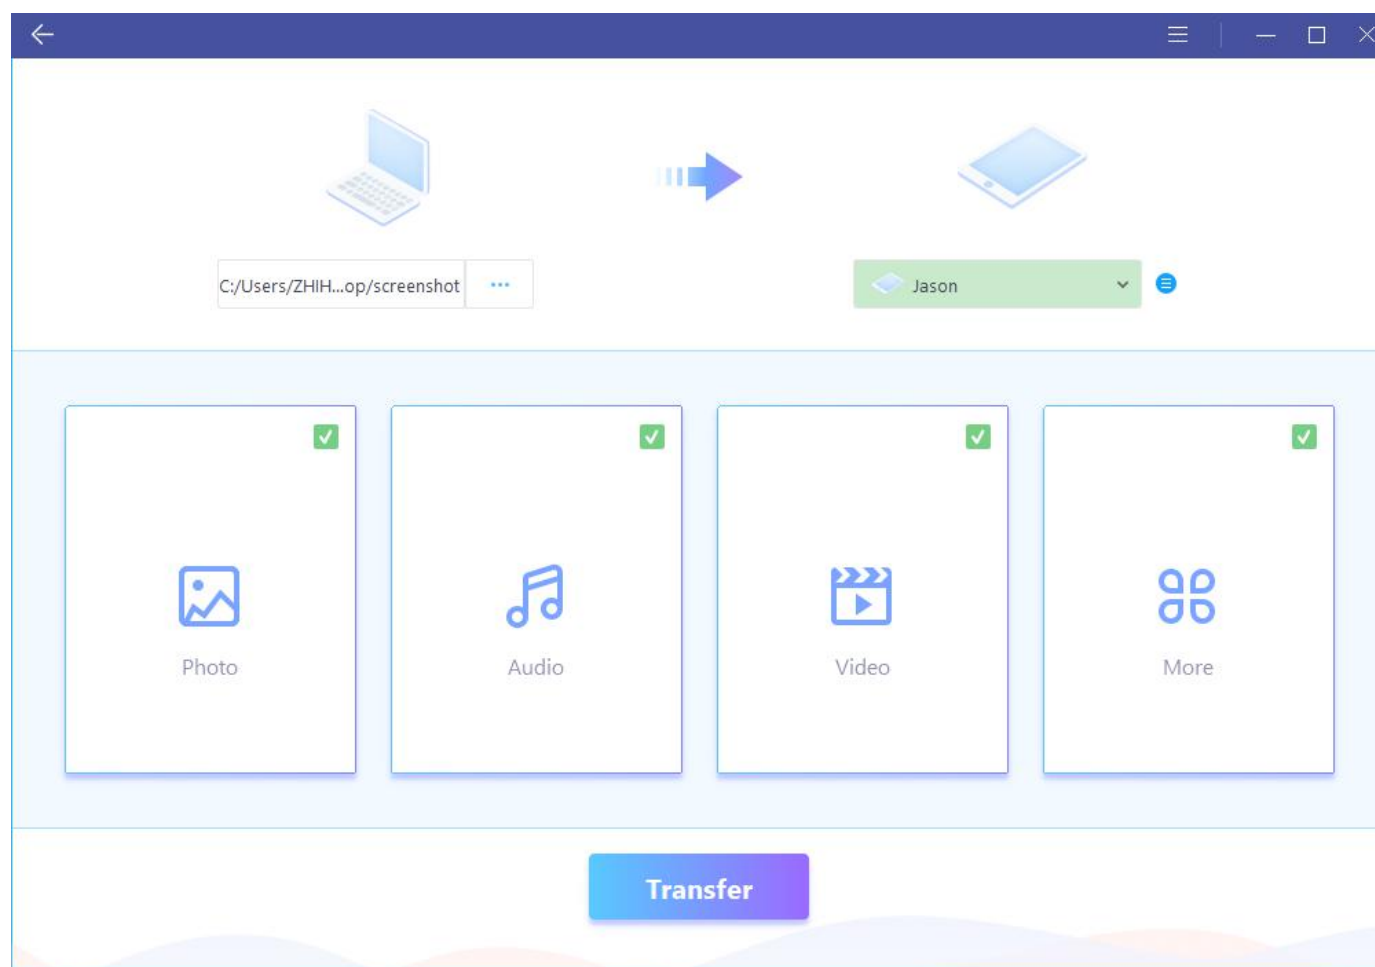 C:/Users/ZHIH...op/screenshot ...
Jason
Photo
Audio
Video
More
Transfer